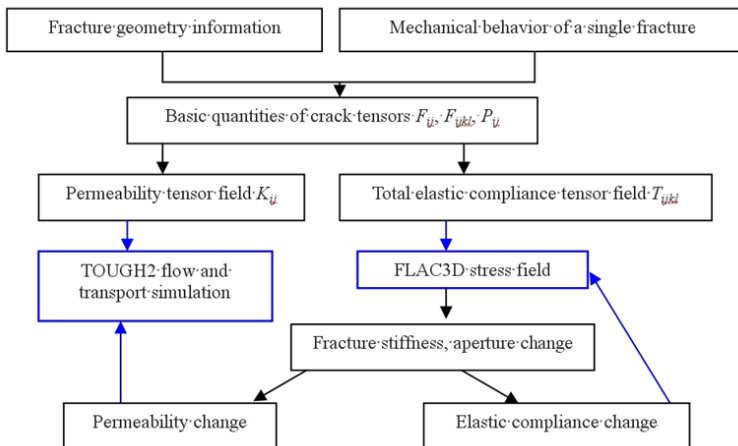 Fracture·geometry·information
Mechanical·behavior·of·a·single·fracture
Basic·quantities·of·crack·tensors·Fij,·Fijkl,·Pij
Permeability·tensor·field·Kij
Total·elastic·compliance·tensor·field·Tijkl
TOUGH2·flow·and·
transport·simulation
FLAC3D·stress·field
Fracture·stiffness,·aperture·change
Permeability·change
Elastic·compliance·change